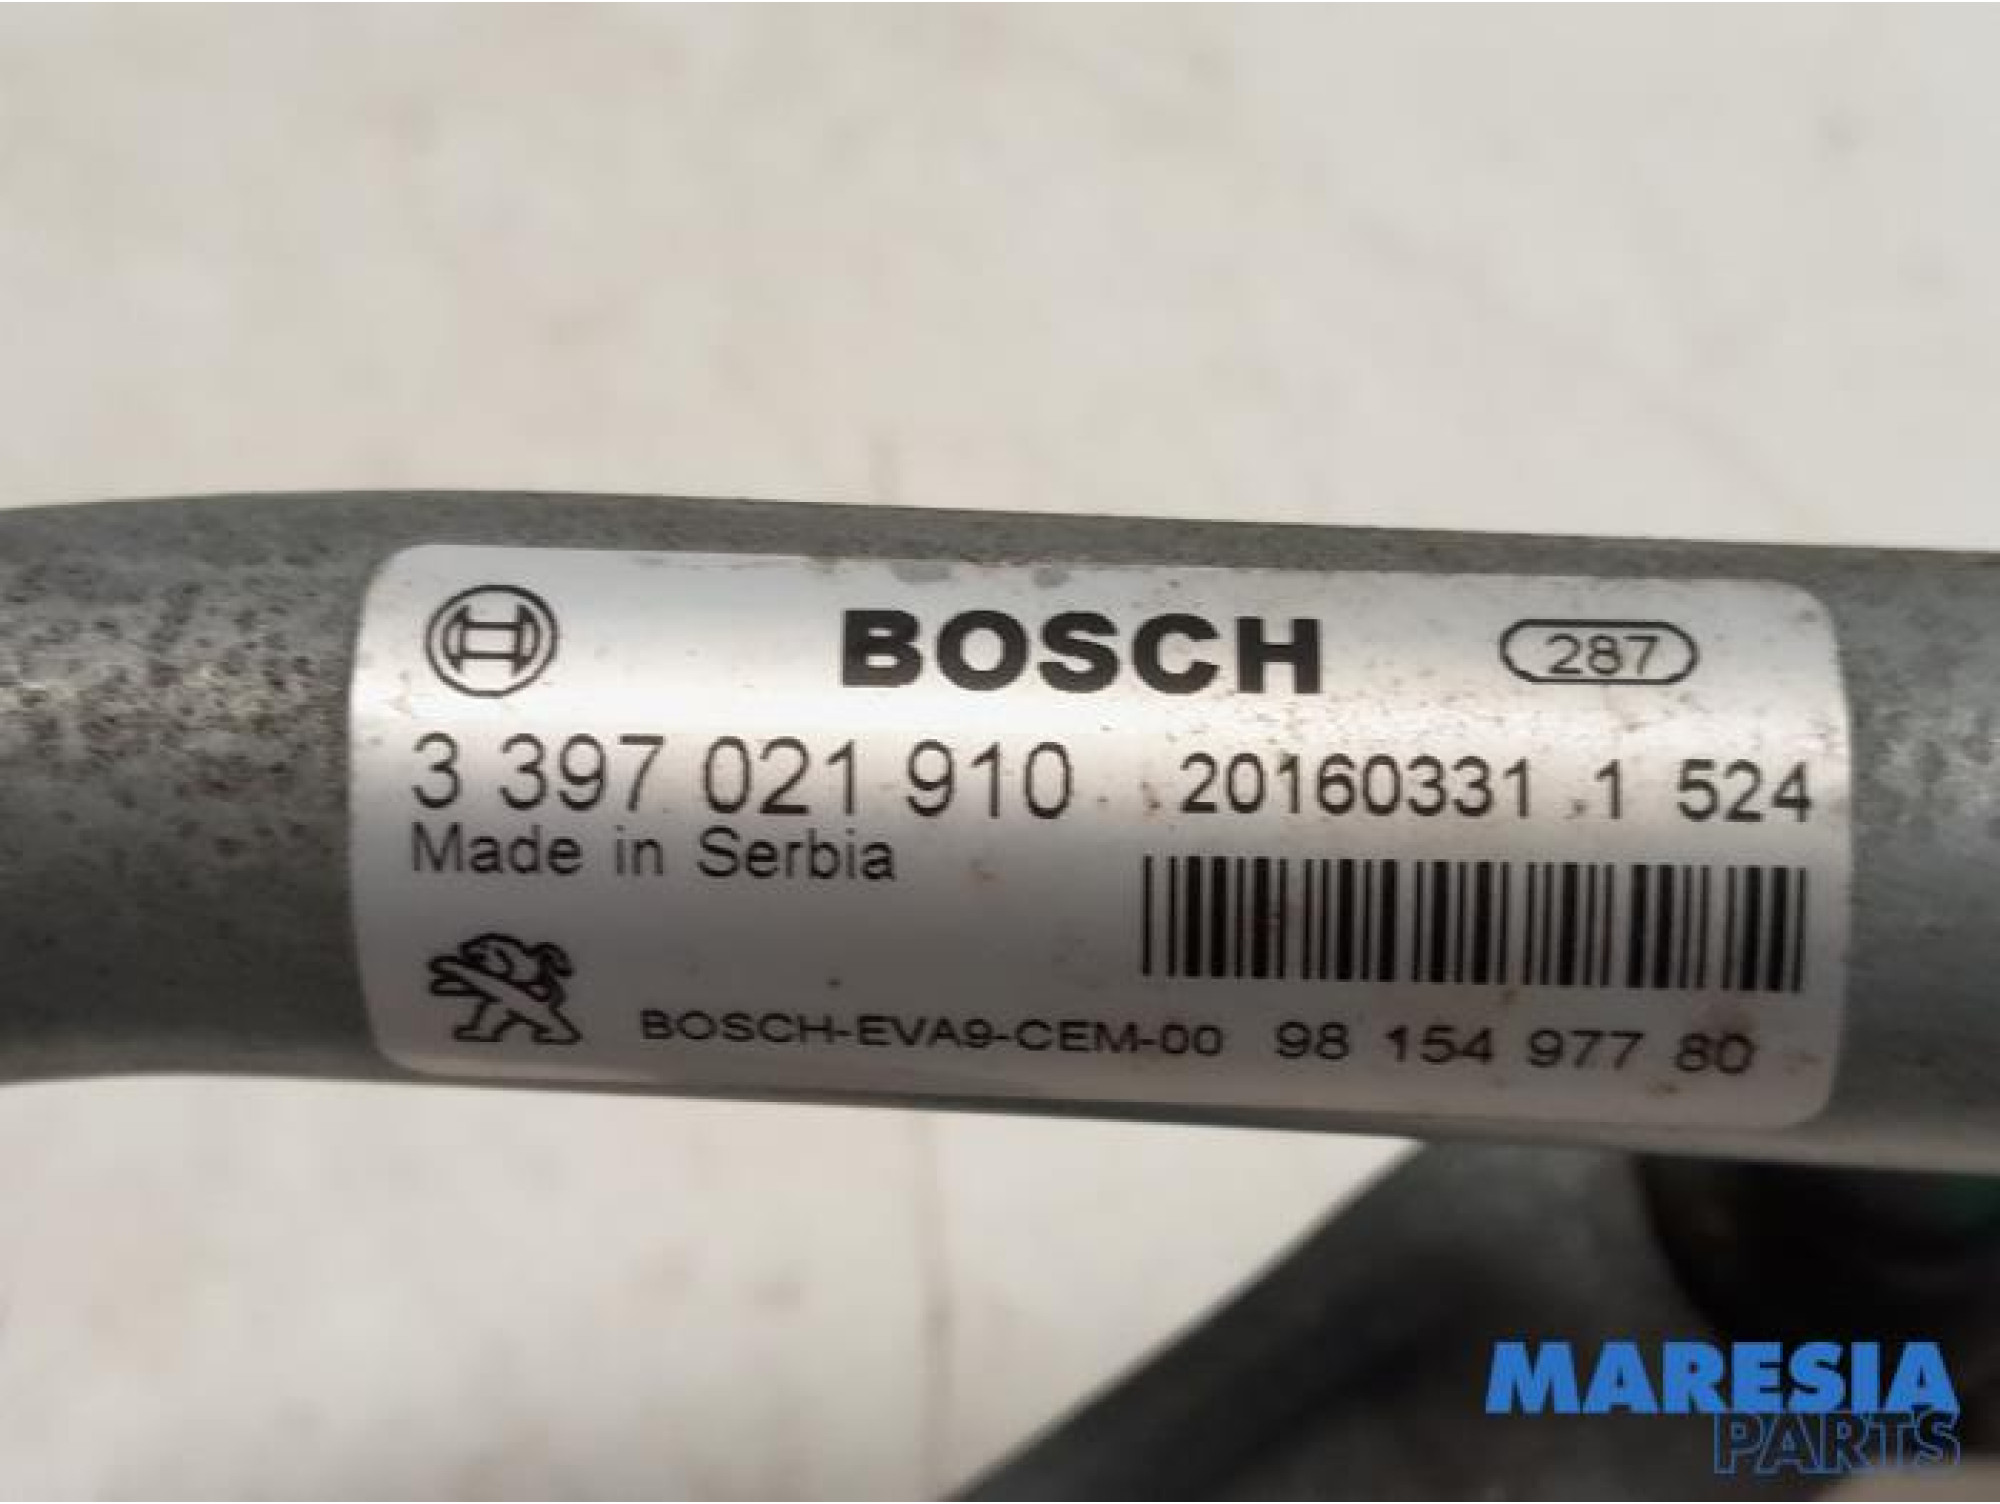 BOSCH 287
3 397 021 910 20160331 1 524
Made in Serbia
BOSCH-EVA9-CEM-00 98 154 977 80
MARESIA
PARTS